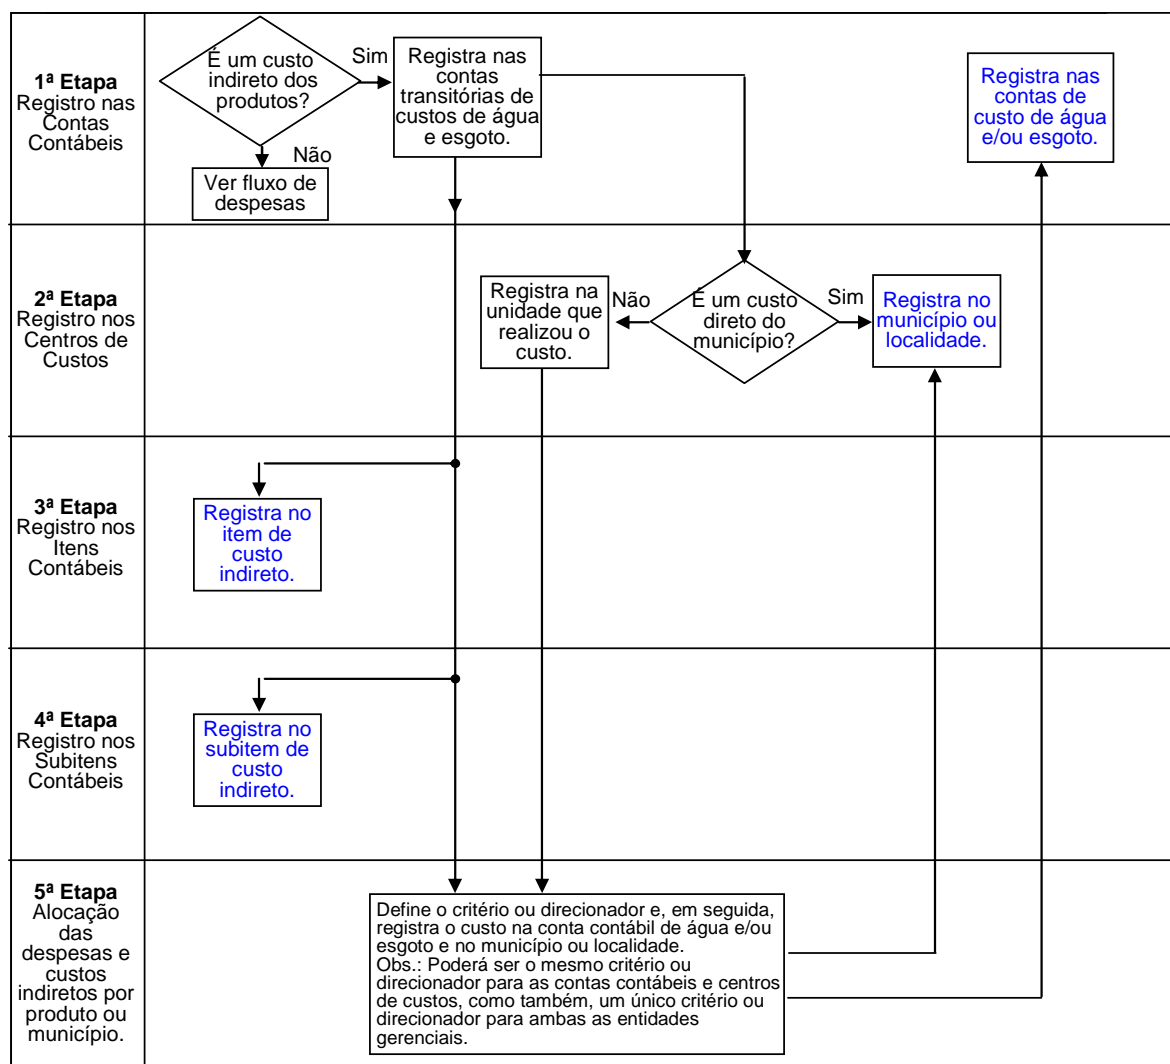 1ª Etapa
Registro nas
Contas
Contábeis
É um custo
indireto dos
produtos?
Sim
Não
Ver fluxo de
despesas
Registra nas
contas
transitórias de
custos de água
e esgoto.
Registra nas
contas de
custo de água
e/ou esgoto.
2ª Etapa
Registro nos
Centros de
Custos
Registra na
unidade que
realizou o
custo.
Não
É um custo
direto do
município?
Sim
Registra no
município ou
localidade.
3ª Etapa
Registro nos
Itens
Contábeis
Registra no
item de
custo
indireto.
4ª Etapa
Registro nos
Subitens
Contábeis
Registra no
subitem de
custo
indireto.
5ª Etapa
Alocação
das
despesas e
custos
indiretos por
produto ou
município.
Define o critério ou direcionador e, em seguida,
registra o custo na conta contábil de água e/ou
esgoto e no município ou localidade.
Obs.: Poderá ser o mesmo critério ou
direcionador para as contas contábeis e centros
de custos, como também, um único critério ou
direcionador para ambas as entidades
gerenciais.